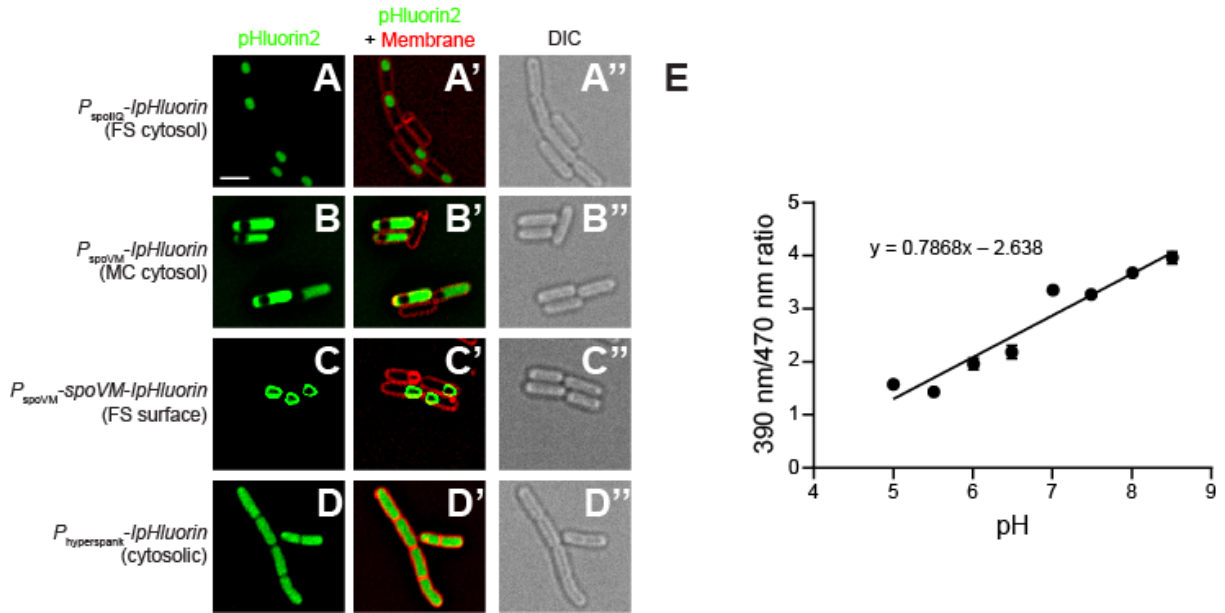 pHluorin2
pHluorin2
+ Membrane
DIC
PspoIIQ-IpHluorin
(FS cytosol)
A
A'
A"
PspoVM-IpHluorin
(MC cytosol)
B
B'
B"
PspoVM-spoVM-IpHluorin
(FS surface)
C
C'
C"
Phyperspank-IpHluorin
(cytosolic)
D
D'
D"
E
390 nm/470 nm ratio
5
4
3
2
1
0
y = 0.7868x – 2.638
4
5
6
7
8
9
pH